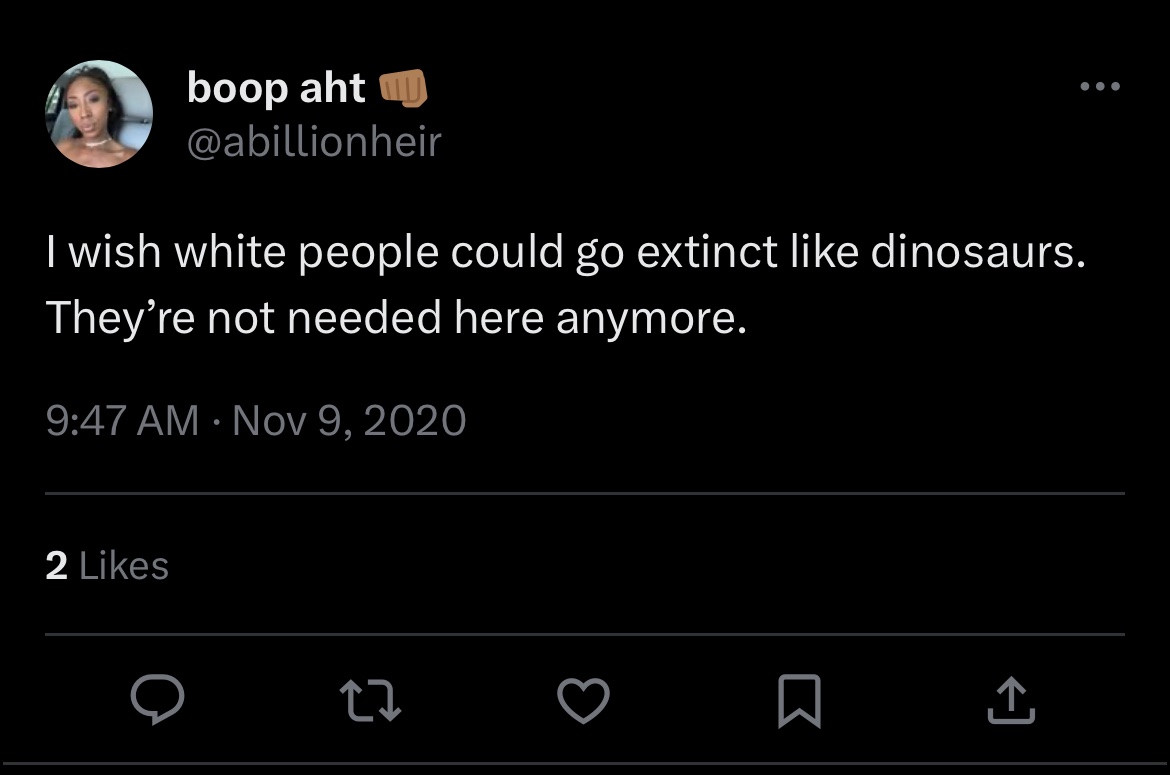 boop aht 👊🏽
@abillionheir
I wish white people could go extinct like dinosaurs.
They’re not needed here anymore.
9:47 AM · Nov 9, 2020
2 Likes